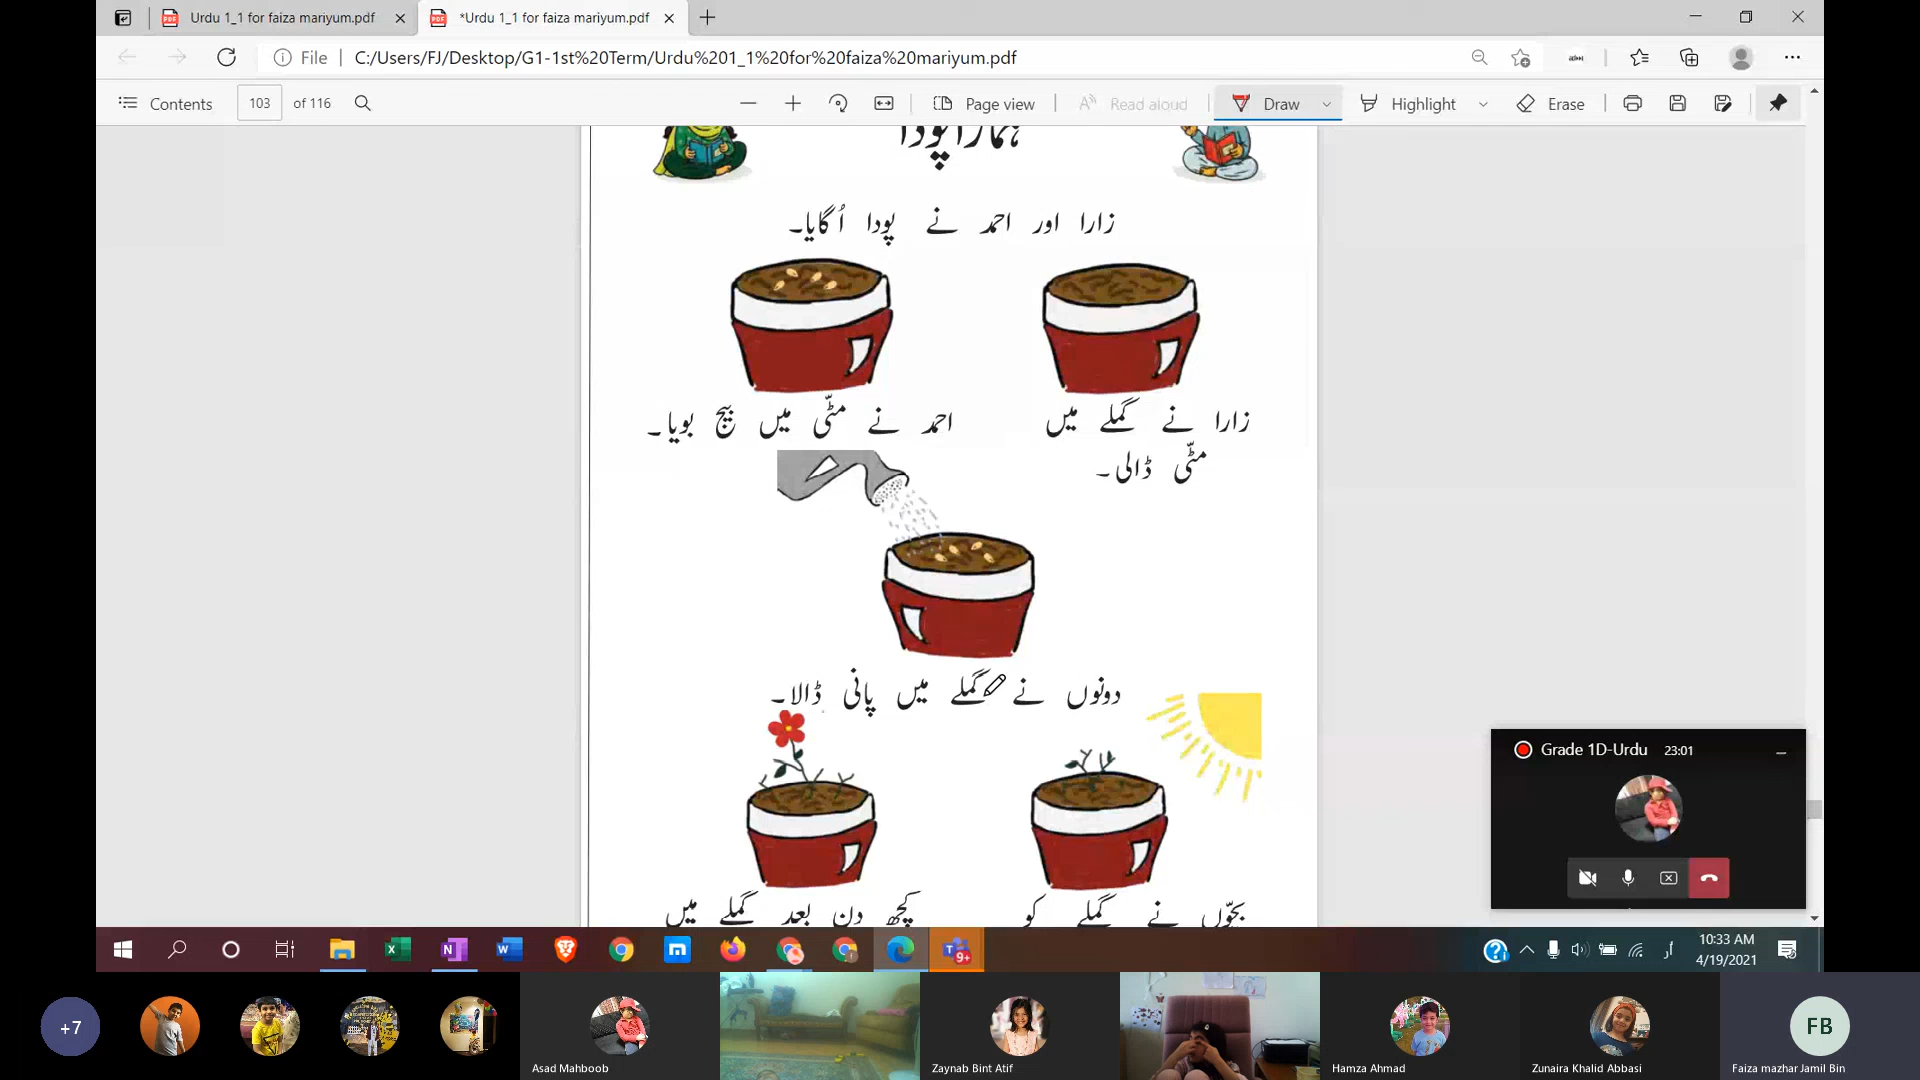 Urdu 1_1 for faiza mariyum.pdf
*Urdu 1_1 for faiza mariyum.pdf
File
C:/Users/FJ/Desktop/G1-1st%20Term/Urdu%201_1%20for%20faiza%20mariyum.pdf
Contents
103
of 116
Page view
Read aloud
Draw
Highlight
Erase
ہمارا پودا
زارا اور احمد نے پودا اُگایا۔
زارا نے گملے میں
مٹّی ڈالی۔
احمد نے مٹّی میں بیج بویا۔
دونوں نے گملے میں پانی ڈالا۔
بچّوں نے گملے کو
کچھ دن بعد گملے میں
Grade 1D-Urdu
23:01
9+
10:33 AM
4/19/2021
+7
Asad Mahboob
Zaynab Bint Atif
Hamza Ahmad
Zunaira Khalid Abbasi
FB
Faiza mazhar Jamil Bin